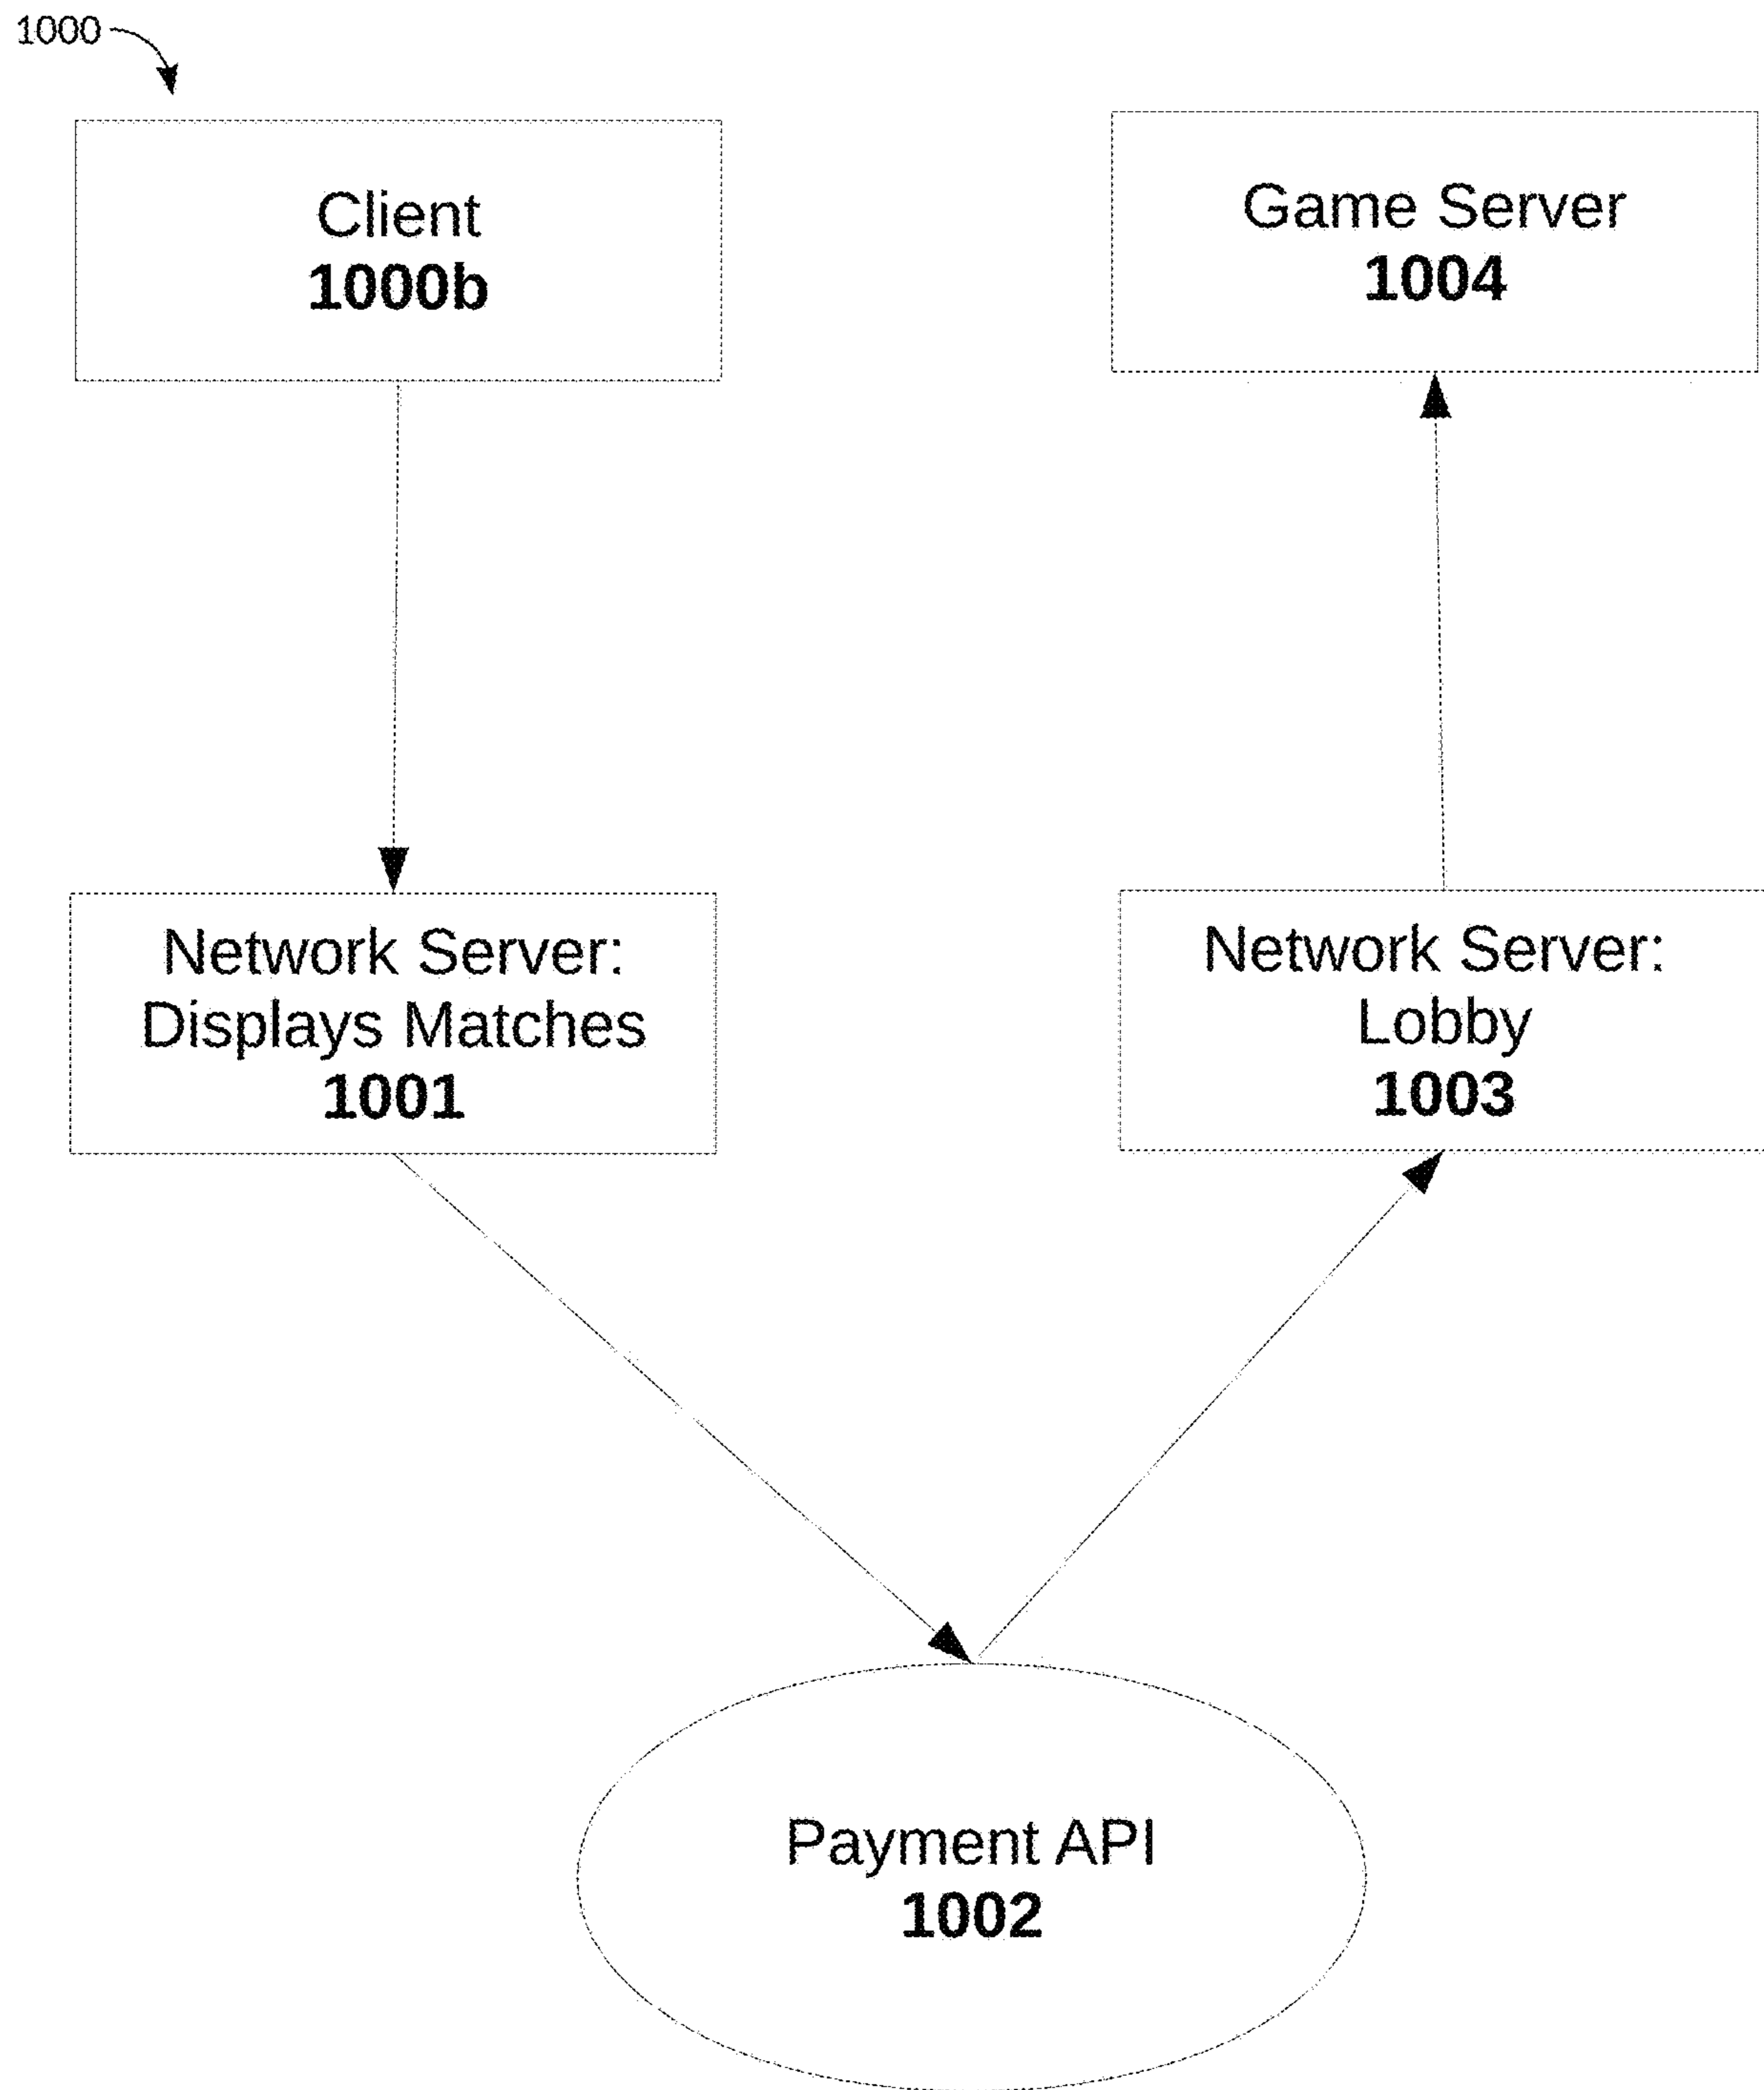 1000
Client
1000b
Game Server
1004
Network Server:
Displays Matches
1001
Network Server:
Lobby
1003
Payment API
1002